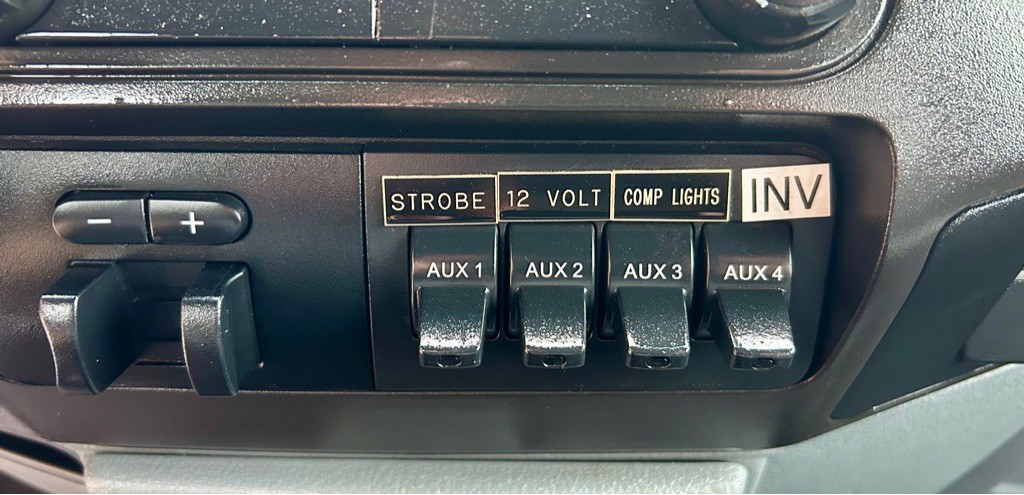 STROBE
12 VOLT
COMP LIGHTS
INV
− +
AUX 1
AUX 2
AUX 3
AUX 4